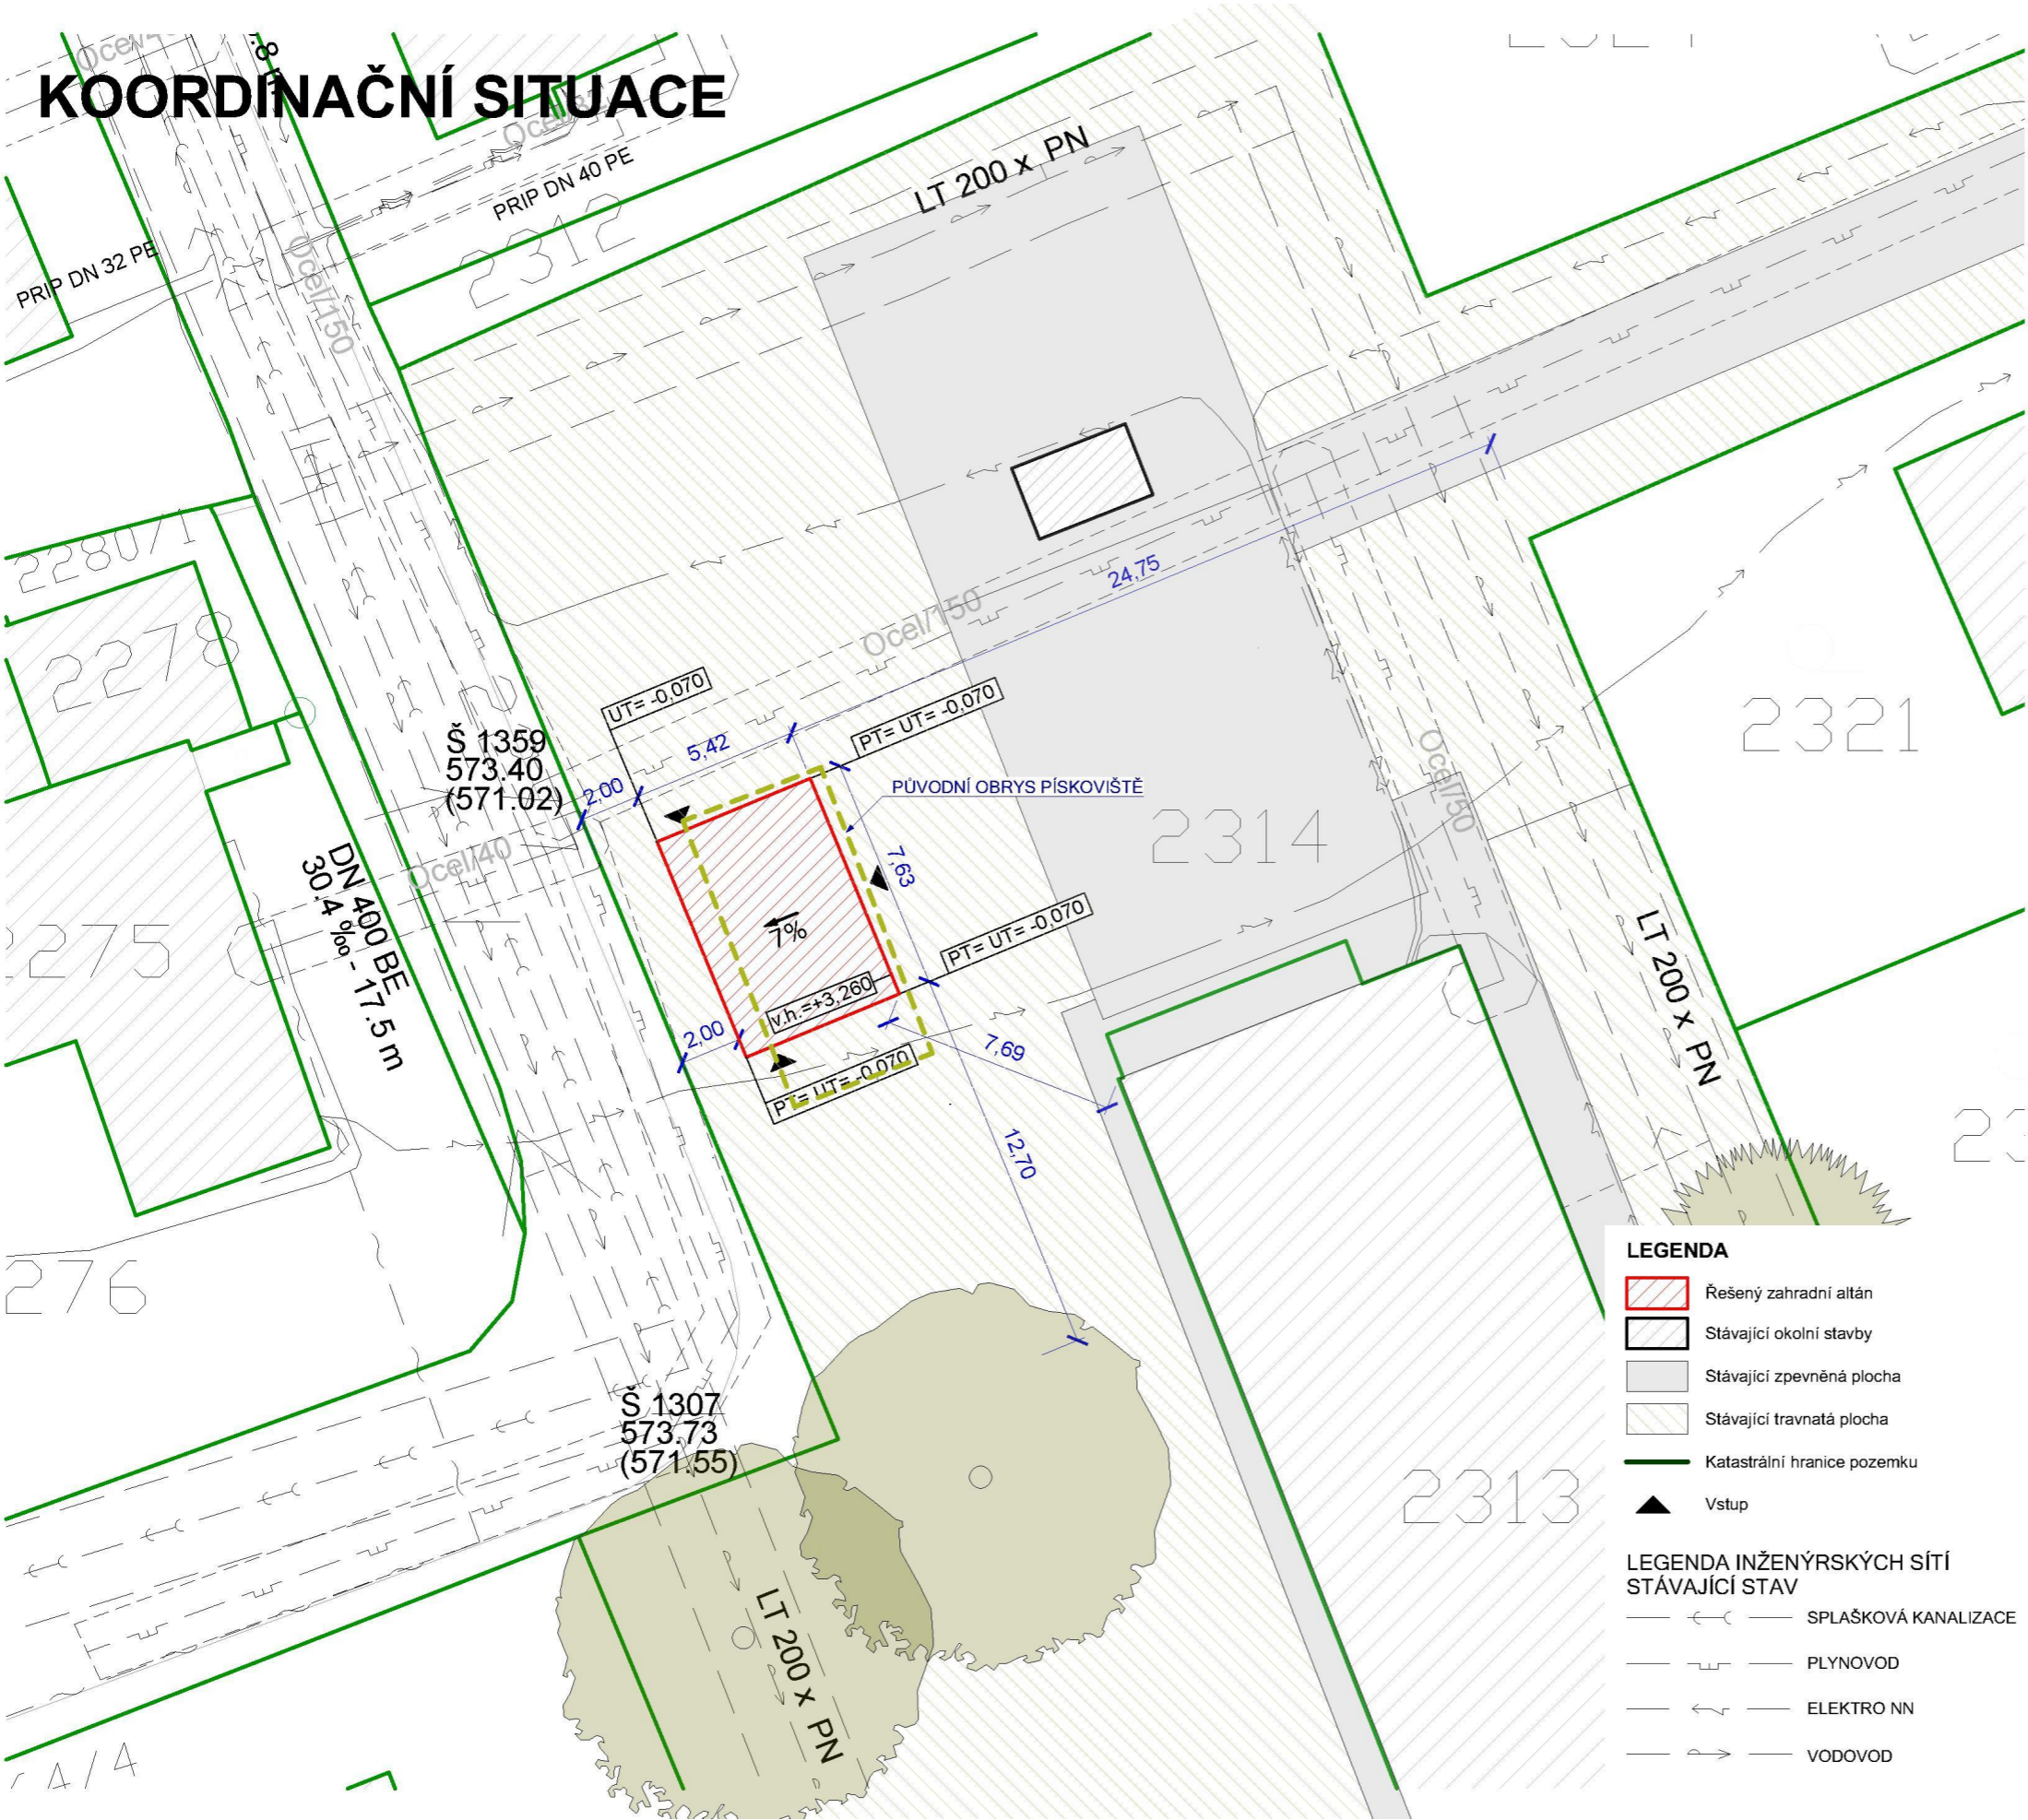 KOORDINAČNÍ SITUACE
PRIP DN 40 PE
PRIP DN 32 PE
2312
Ocel/150
LT 200 x PN
2280/1
2278
24,75
Ocel/150
UT= -0,070
PT= UT= -0,070
5,42
2,00
Š 1359
573.40
(571.02)
PŮVODNÍ OBRYS PÍSKOVIŠTĚ
2321
Ocel/50
2314
7,63
Ocel/40
DN 400 BE
30.4 ‰ - 17.5 m
275
7%
PT= UT= -0,070
v.h.=+3,260
2,00
PT= UT= -0,070
7,69
LT 200 x PN
12,70
276
Š 1307
573.73
(571.55)
2313
LT 200 x PN
4/4
LEGENDA
Řešený zahradní altán
Stávající okolní stavby
Stávající zpevněná plocha
Stávající travnatá plocha
Katastrální hranice pozemku
Vstup
LEGENDA INŽENÝRSKÝCH SÍTÍ
STÁVAJÍCÍ STAV
SPLAŠKOVÁ KANALIZACE
PLYNOVOD
ELEKTRO NN
VODOVOD